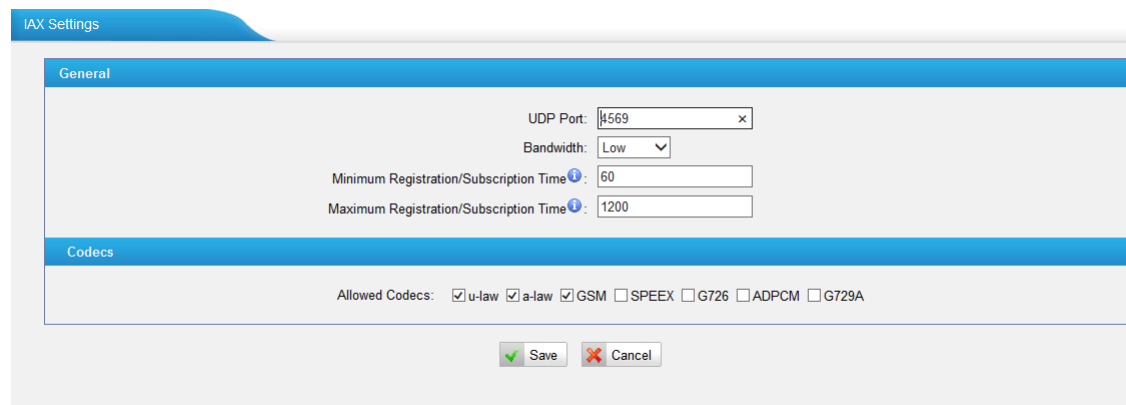 IAX Settings
General
UDP Port: 4569 ×
Bandwidth: Low
Minimum Registration/Subscription Time i : 60
Maximum Registration/Subscription Time i : 1200
Codecs
Allowed Codecs: u-law a-law GSM SPEEX G726 ADPCM G729A
Save Cancel